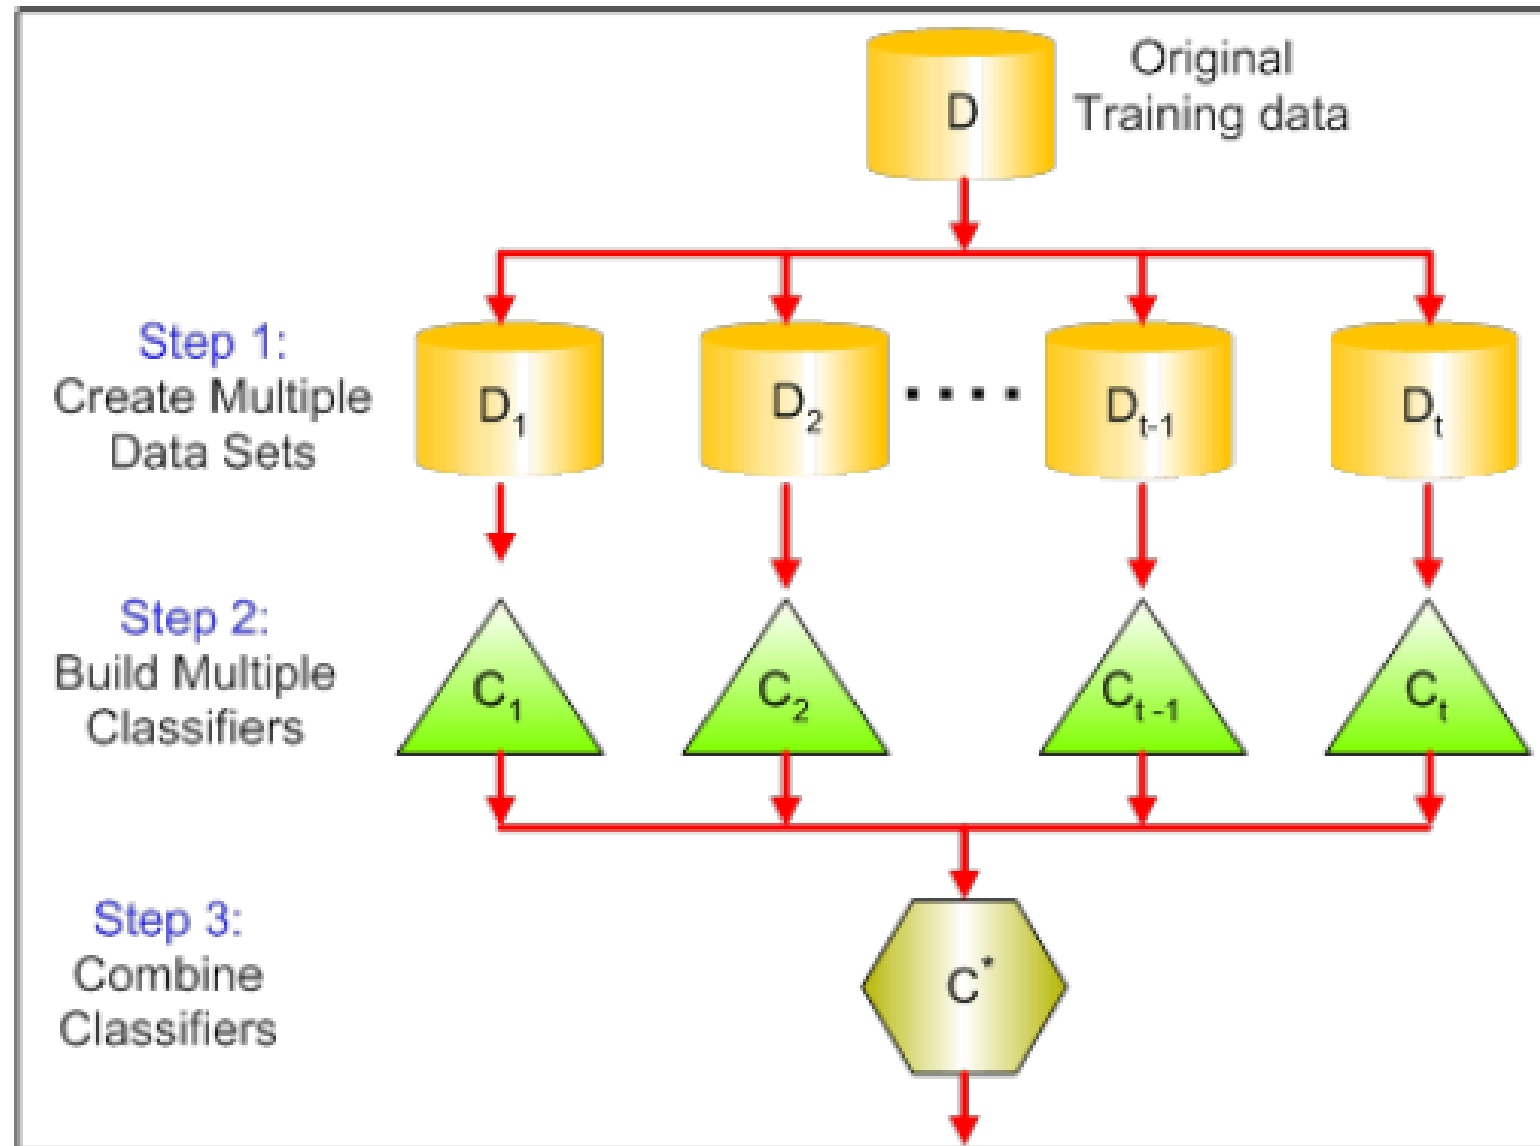 Original
Training data
D
Step 1:
Create Multiple
Data Sets
D1
D2
....
Dt-1
Dt
Step 2:
Build Multiple
Classifiers
C1
C2
Ct-1
Ct
Step 3:
Combine
Classifiers
C*